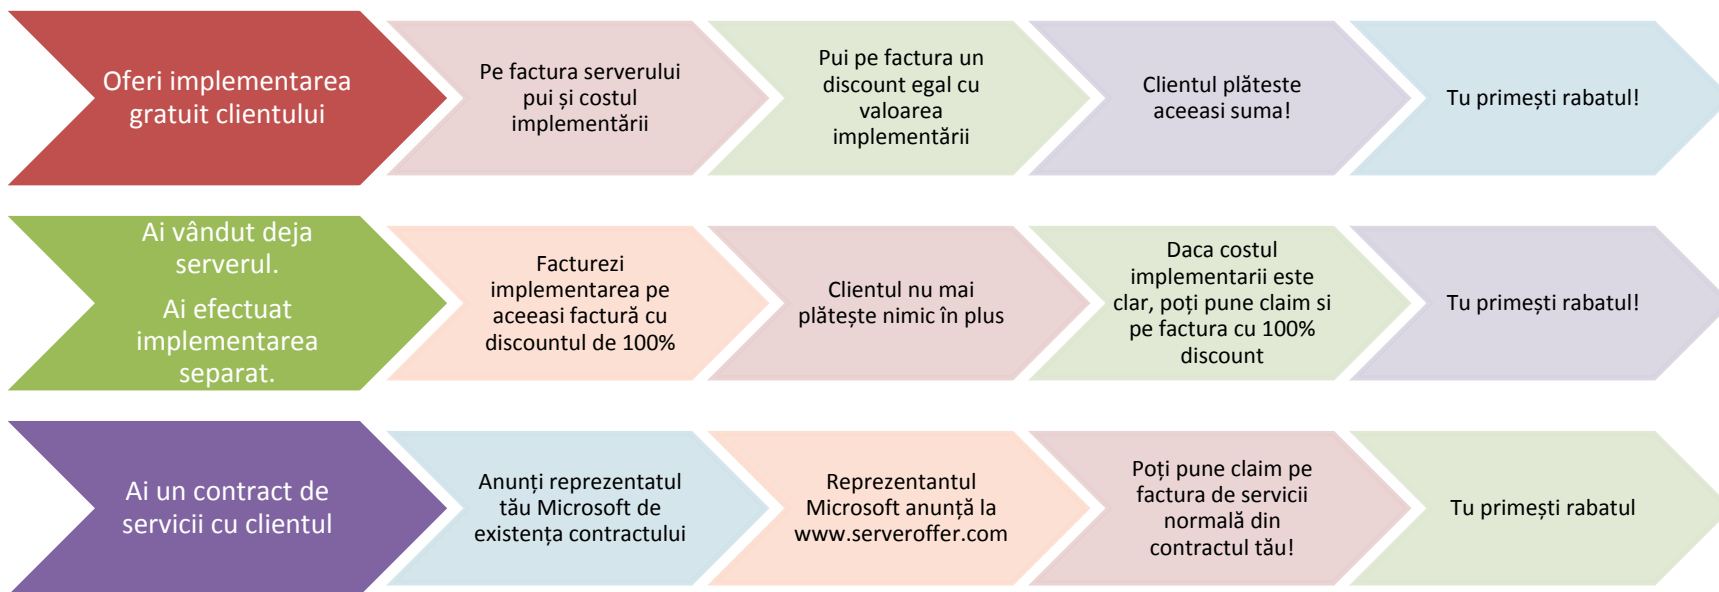 Oferi implementarea
gratuit clientului
Pe factura serverului
pui și costul
implementării
Pui pe factura un
discount egal cu
valoarea
implementării
Clientul plăteste
aceeasi suma!
Tu primești rabatul!
Ai vândut deja
serverul.
Ai efectuat
implementarea
separat.
Facturezi
implementarea pe
aceeasi factură cu
discountul de 100%
Clientul nu mai
plătește nimic în plus
Daca costul
implementarii este
clar, poți pune claim si
pe factura cu 100%
discount
Tu primești rabatul!
Ai un contract de
servicii cu clientul
Anunți reprezentatul
tău Microsoft de
existența contractului
Reprezentantul
Microsoft anunță la
www.serveroffer.com
Poți pune claim pe
factura de servicii
normală din
contractul tău!
Tu primești rabatul